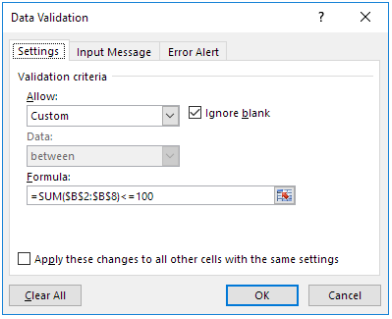 Data Validation ? ×
Settings Input Message Error Alert
Validation criteria
Allow:
Custom Ignore blank
Data:
between
Formula:
=SUM($B$2:$B$8)<=100
Apply these changes to all other cells with the same settings
Clear All OK Cancel